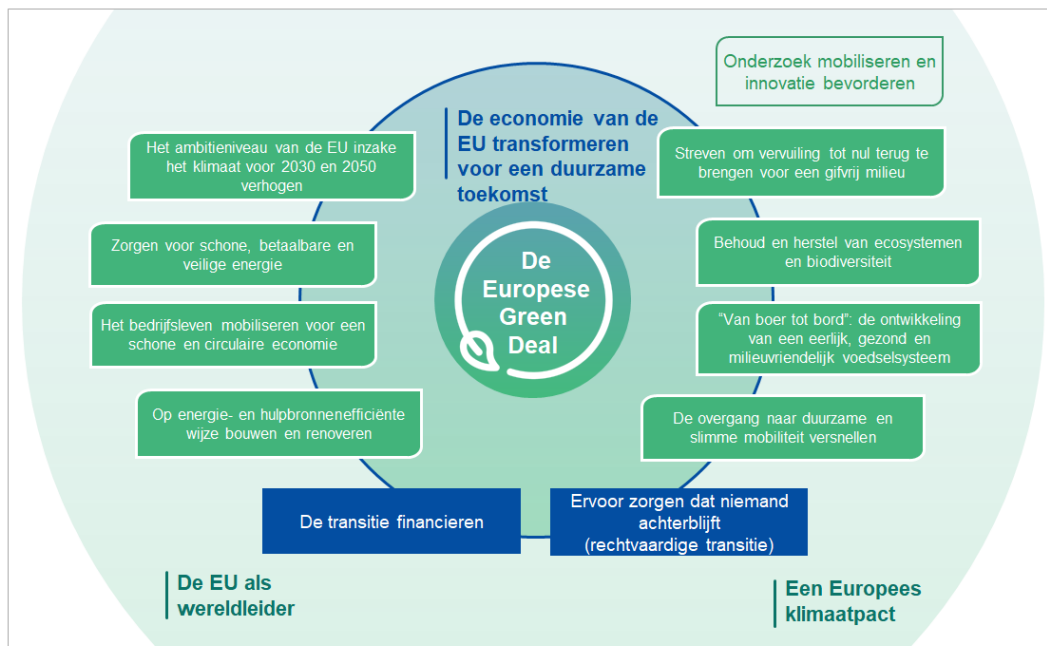 Onderzoek mobiliseren en
innovatie bevorderen
De economie van de
EU transformeren
voor een duurzame
toekomst
Het ambitieniveau van de EU inzake
het klimaat voor 2030 en 2050
verhogen
Streven om vervuiling tot nul terug te
brengen voor een gifvrij milieu
Zorgen voor schone, betaalbare en
veilige energie
Behoud en herstel van ecosystemen
en biodiversiteit
De
Europese
Green
Deal
Het bedrijfsleven mobiliseren voor een
schone en circulaire economie
“Van boer tot bord”: de ontwikkeling
van een eerlijk, gezond en
milieuvriendelijk voedselsysteem
Op energie- en hulpbronnenefficiënte
wijze bouwen en renoveren
De overgang naar duurzame en
slimme mobiliteit versnellen
De transitie financieren
Ervoor zorgen dat niemand
achterblijft
(rechtvaardige transitie)
De EU als
wereldleider
Een Europees
klimaatpact